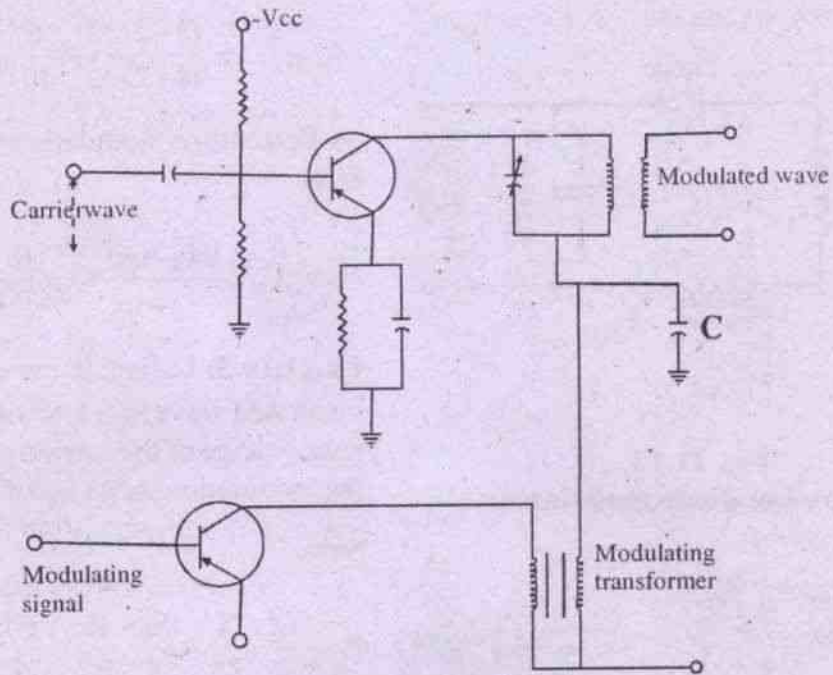 -Vcc
Carrierwave
Modulated wave
C
Modulating
signal
Modulating
transformer